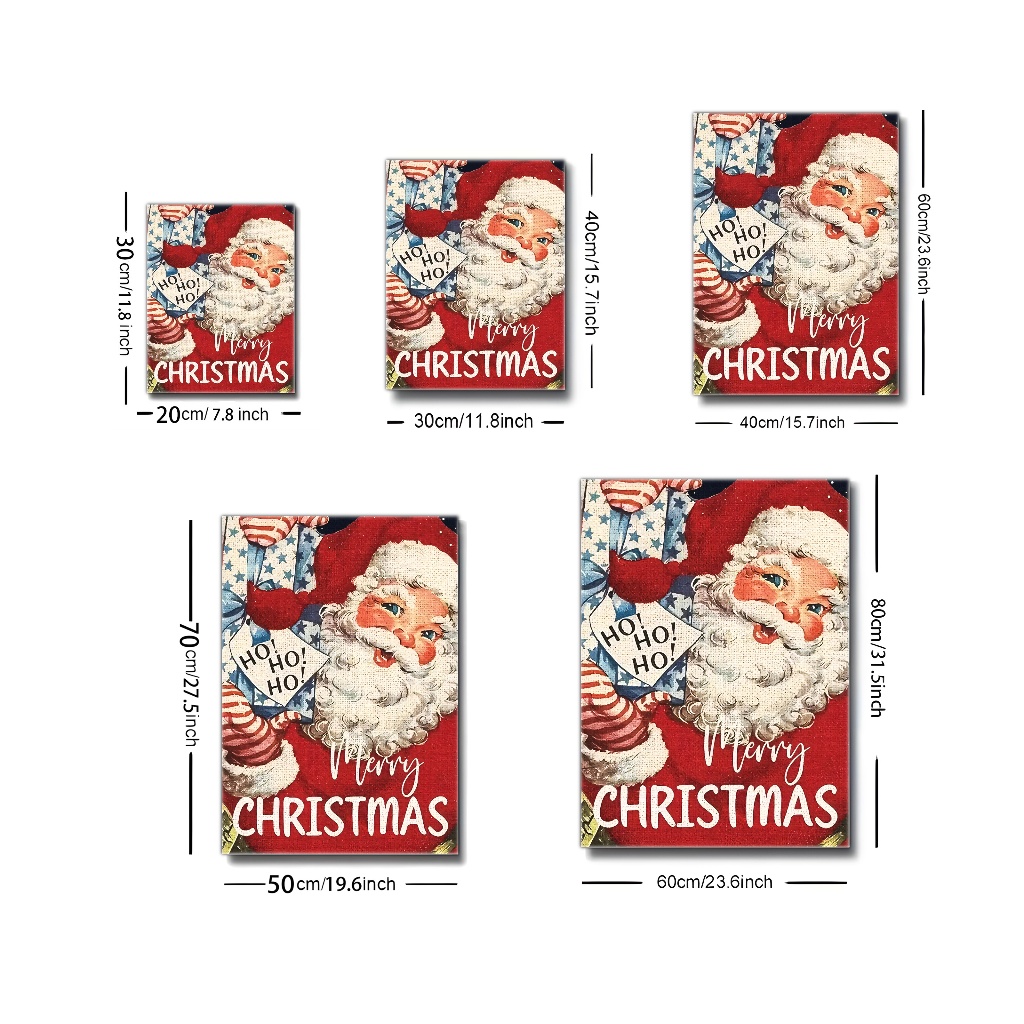 HO!
HO!
HO!
Merry
CHRISTMAS
30cm/11.8 inch
20cm/ 7.8 inch
HO!
HO!
HO!
Merry
CHRISTMAS
40cm/15.7inch
30cm/11.8inch
HO!
HO!
HO!
Merry
CHRISTMAS
60cm/23.6inch
40cm/15.7inch
70cm/27.5inch
HO!
HO!
HO!
Merry
CHRISTMAS
50cm/19.6inch
HO!
HO!
HO!
Merry
CHRISTMAS
80cm/31.5inch
60cm/23.6inch